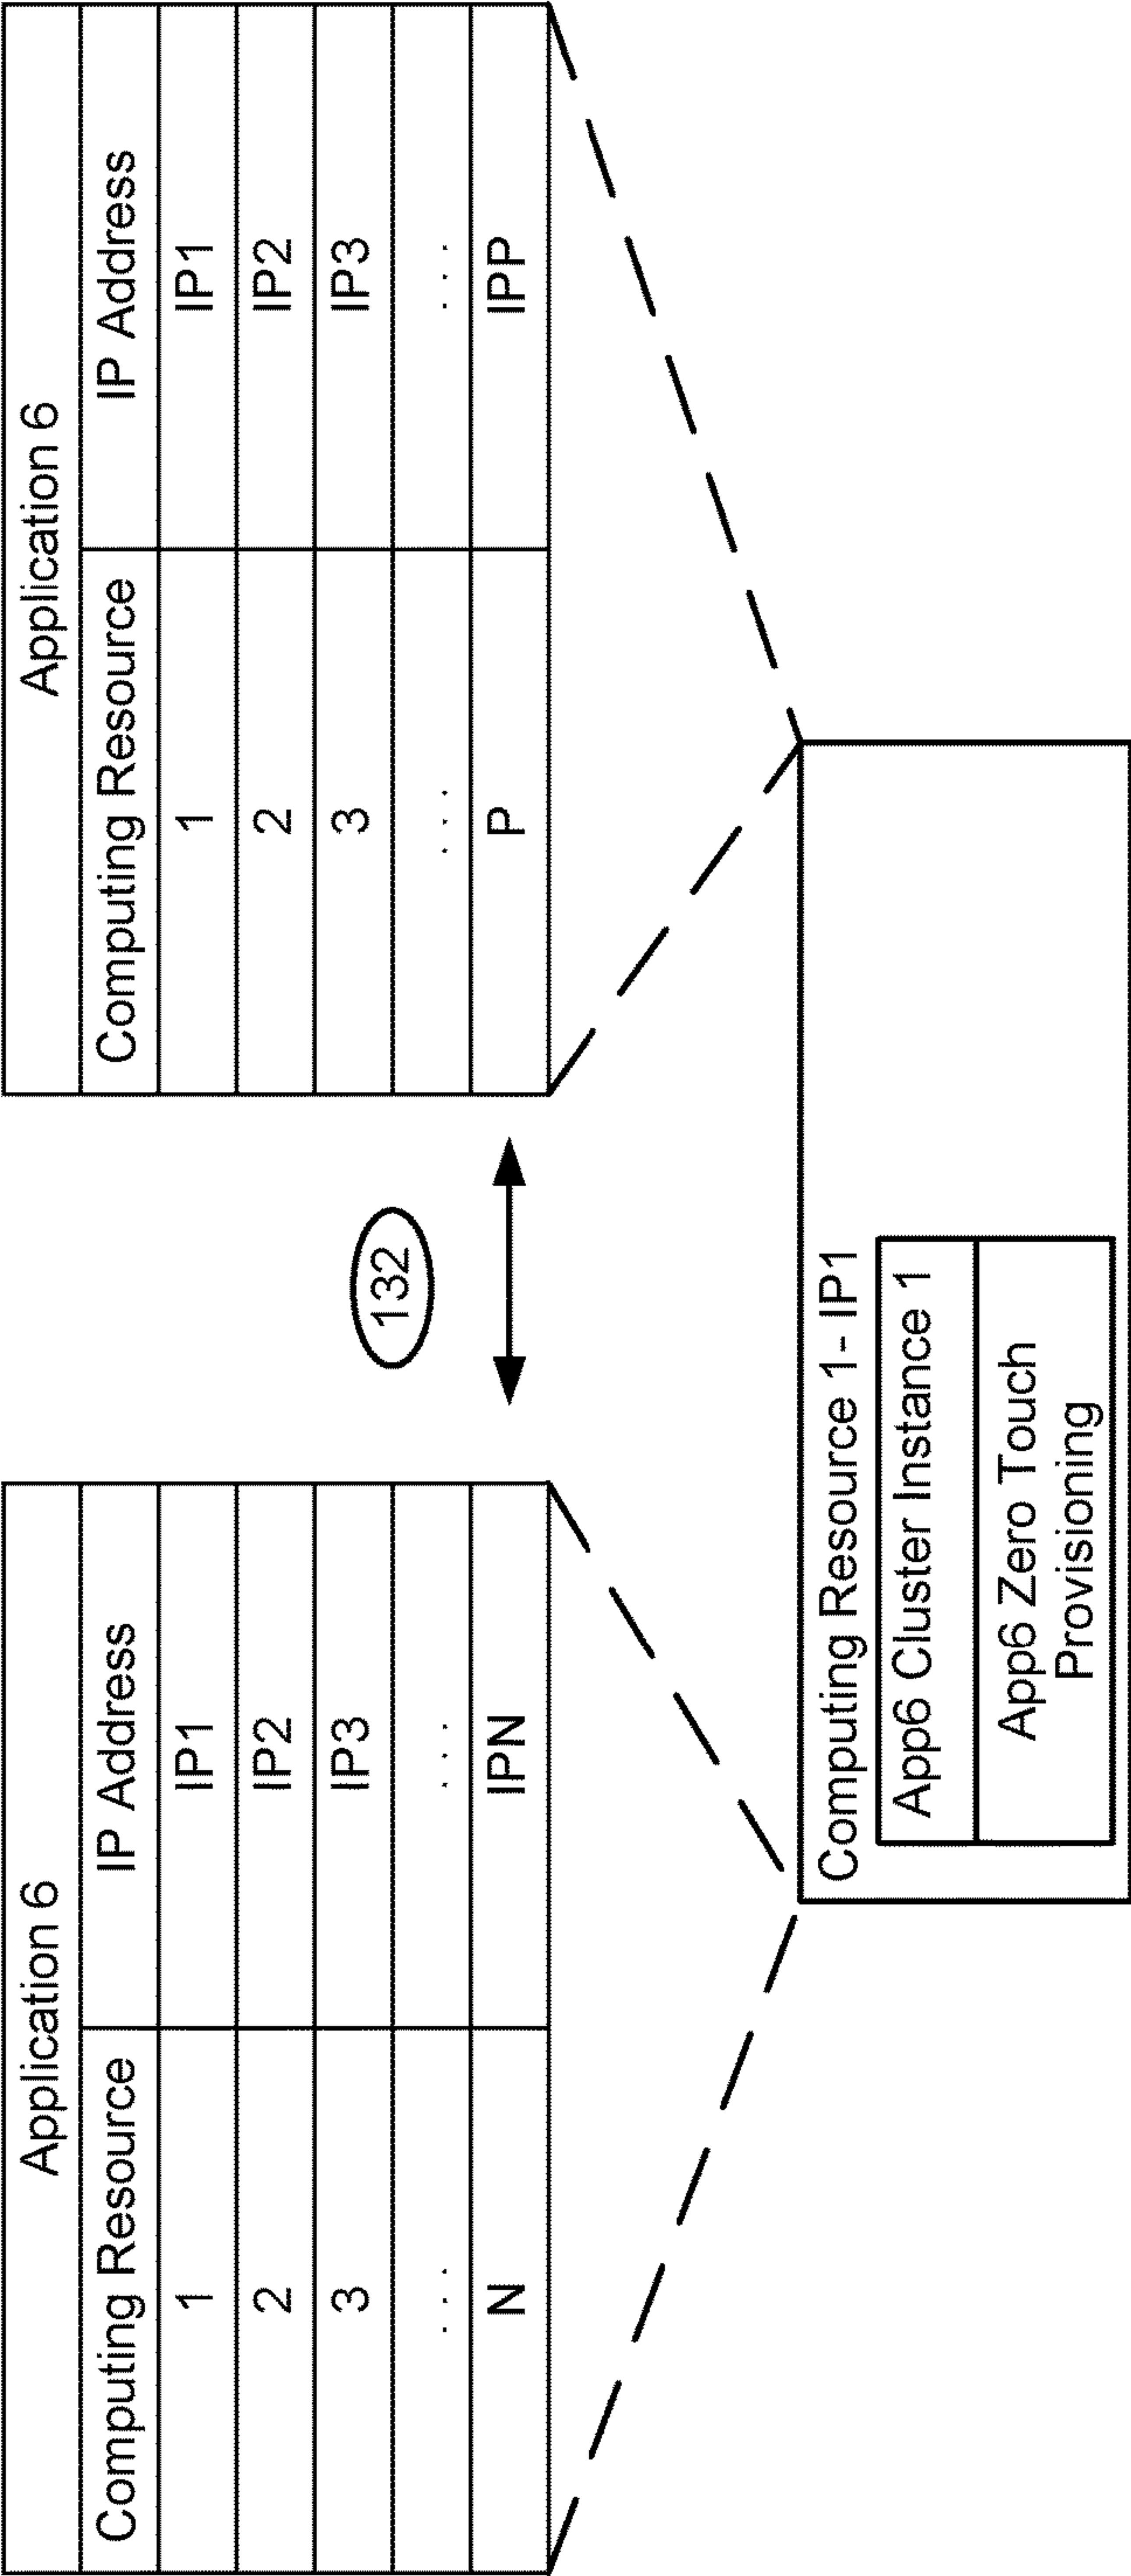 Application 6
Computing Resource IP Address
1 IP1
2 IP2
3 IP3
... ...
N IPN
132
Application 6
Computing Resource IP Address
1 IP1
2 IP2
3 IP3
... ...
P IPP
Computing Resource 1- IP1
App6 Cluster Instance 1
App6 Zero Touch
Provisioning